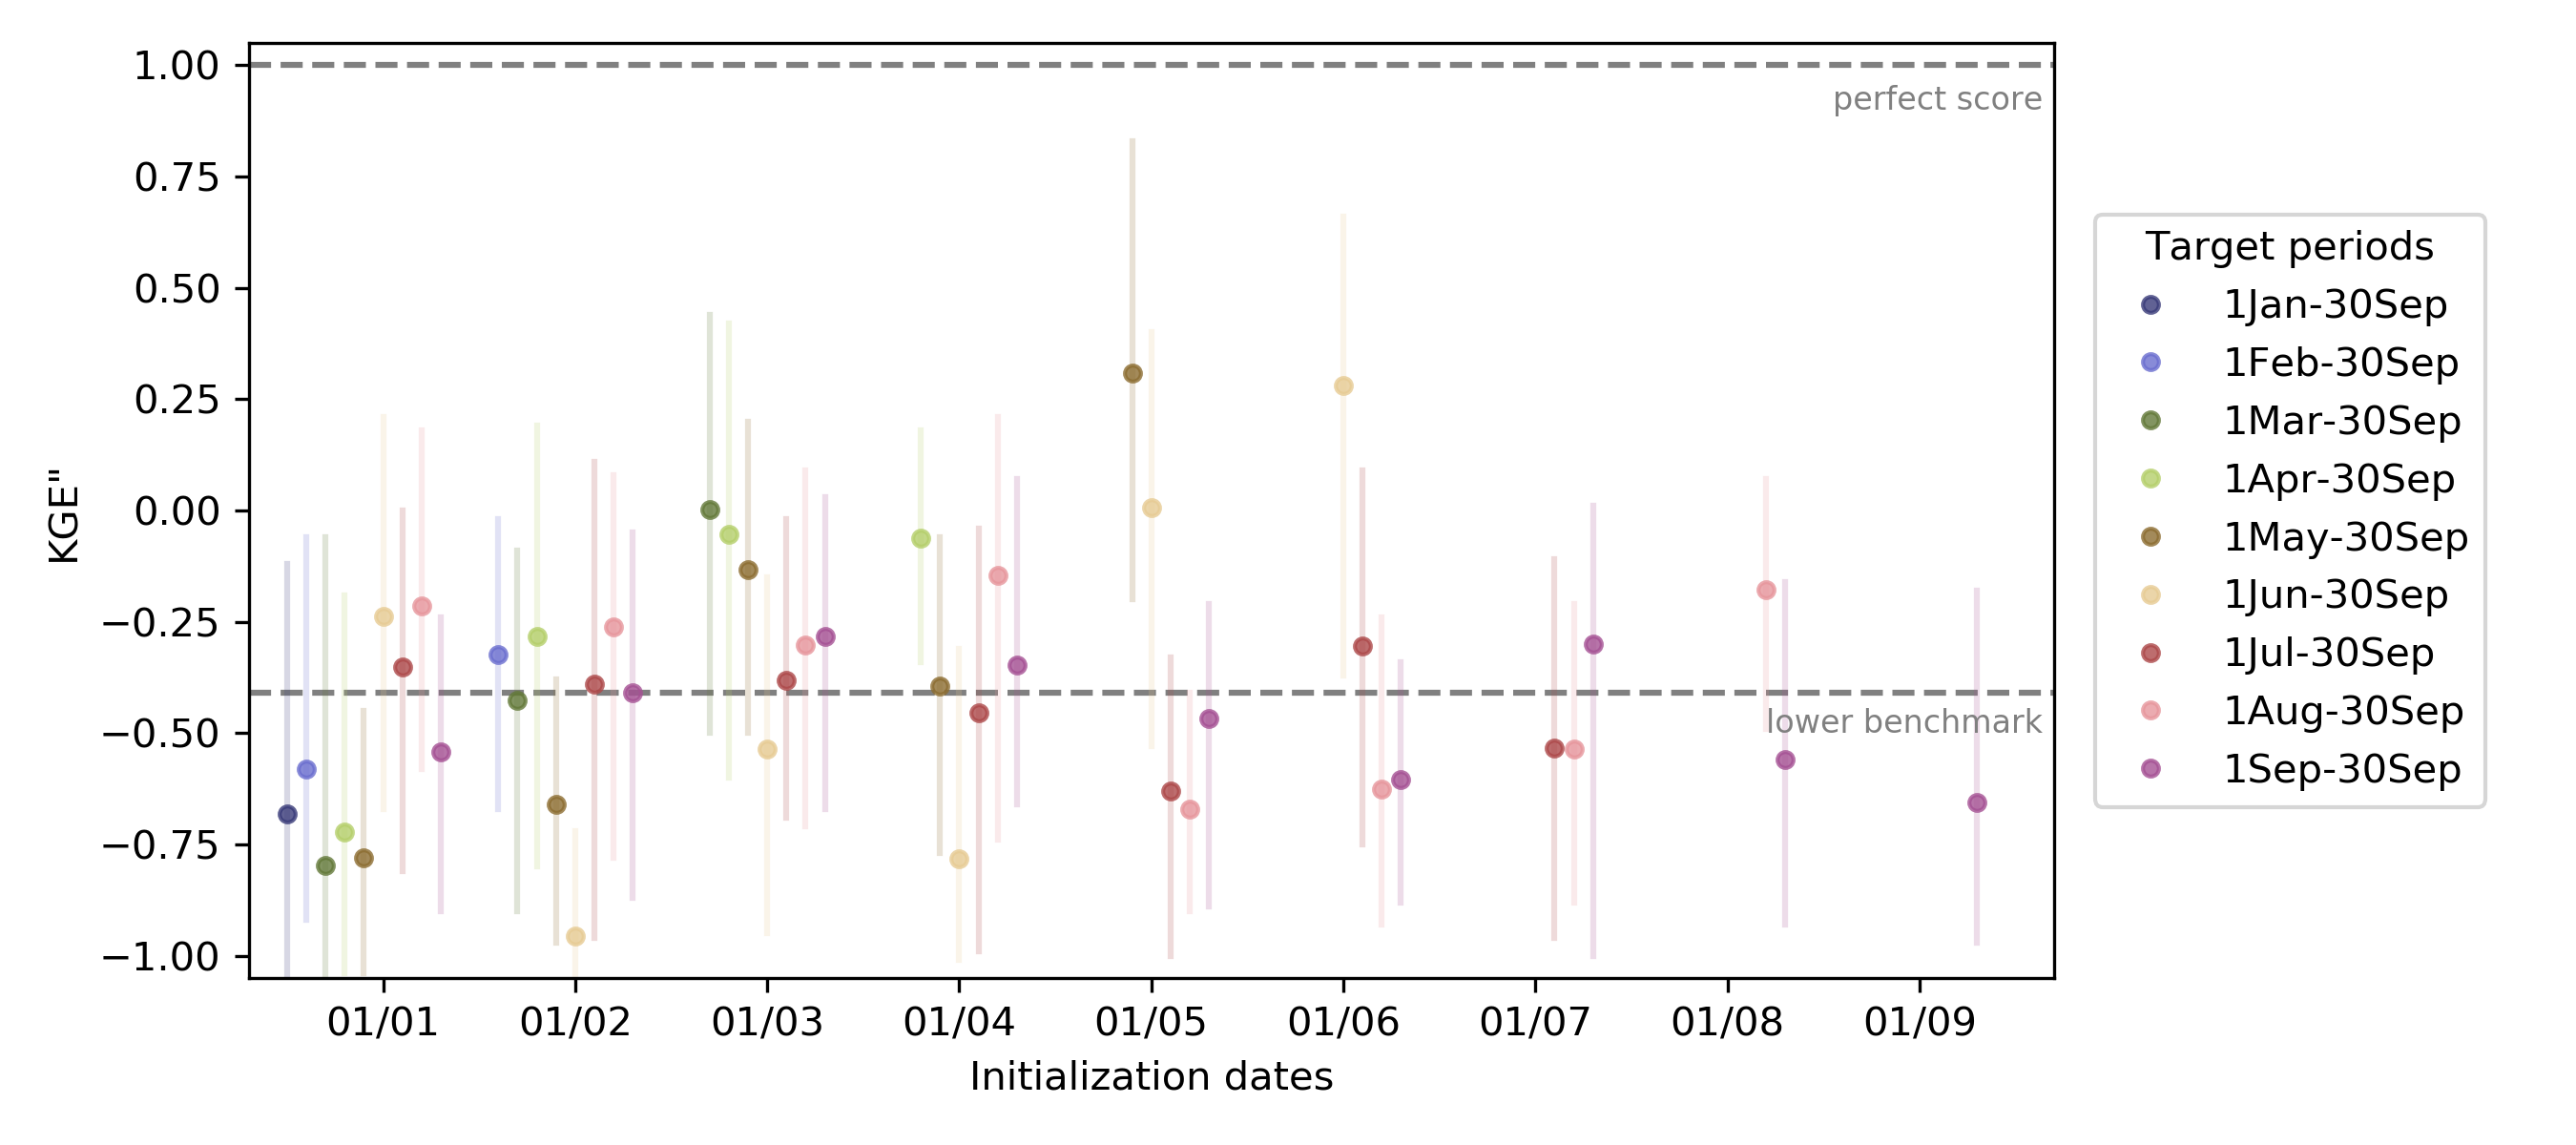 1.00
0.75
0.50
0.25
0.00
−0.25
−0.50
−0.75
−1.00
KGE"
perfect score
lower benchmark
01/01 01/02 01/03 01/04 01/05 01/06 01/07 01/08 01/09
Initialization dates
Target periods
1Jan-30Sep
1Feb-30Sep
1Mar-30Sep
1Apr-30Sep
1May-30Sep
1Jun-30Sep
1Jul-30Sep
1Aug-30Sep
1Sep-30Sep